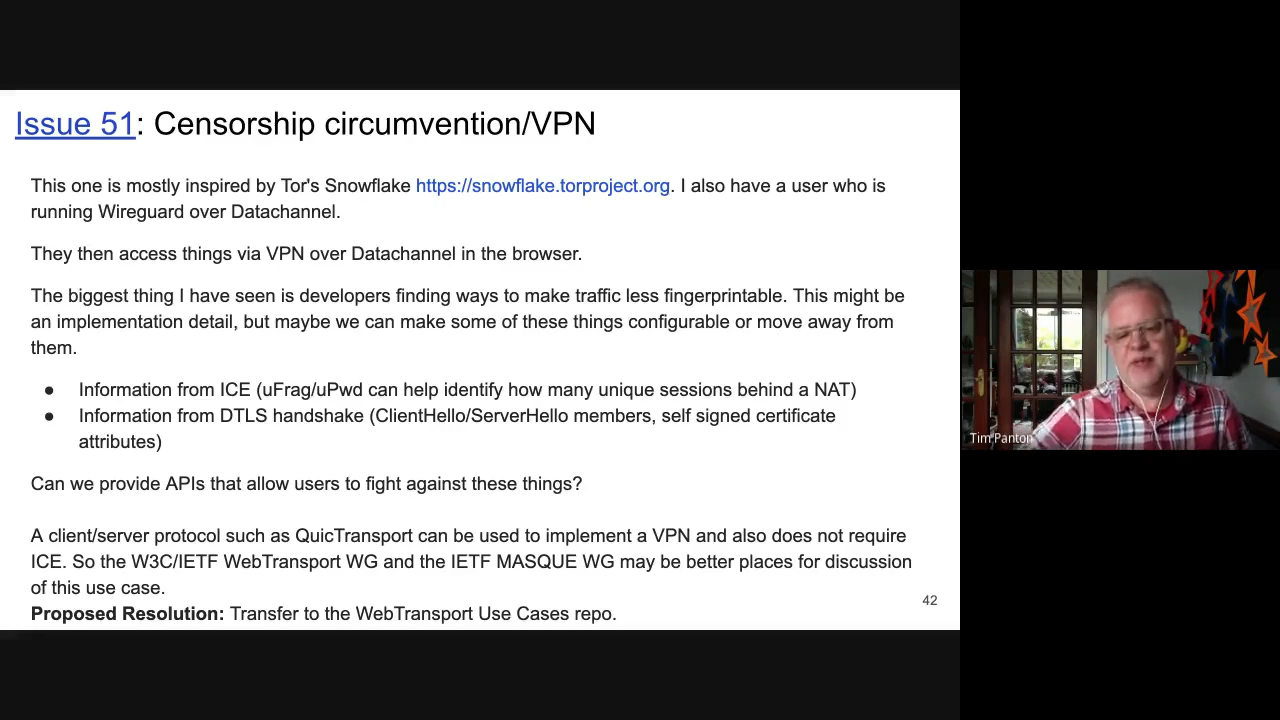 Issue 51: Censorship circumvention/VPN
This one is mostly inspired by Tor's Snowflake https://snowflake.torproject.org. I also have a user who is
running Wireguard over Datachannel.
They then access things via VPN over Datachannel in the browser.
The biggest thing I have seen is developers finding ways to make traffic less fingerprintable. This might be
an implementation detail, but maybe we can make some of these things configurable or move away from
them.
● Information from ICE (uFrag/uPwd can help identify how many unique sessions behind a NAT)
● Information from DTLS handshake (ClientHello/ServerHello members, self signed certificate
attributes)
Can we provide APIs that allow users to fight against these things?
A client/server protocol such as QuicTransport can be used to implement a VPN and also does not require
ICE. So the W3C/IETF WebTransport WG and the IETF MASQUE WG may be better places for discussion
of this use case.
Proposed Resolution: Transfer to the WebTransport Use Cases repo.
42
Tim Panton